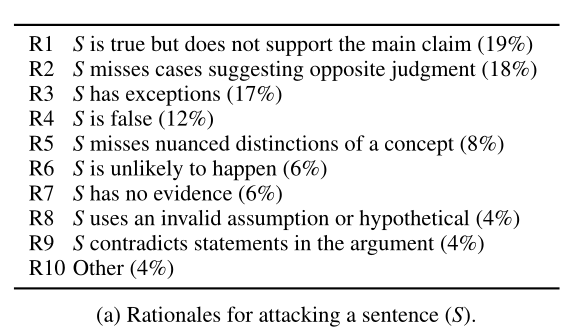 R1 S is true but does not support the main claim (19%)
R2 S misses cases suggesting opposite judgment (18%)
R3 S has exceptions (17%)
R4 S is false (12%)
R5 S misses nuanced distinctions of a concept (8%)
R6 S is unlikely to happen (6%)
R7 S has no evidence (6%)
R8 S uses an invalid assumption or hypothetical (4%)
R9 S contradicts statements in the argument (4%)
R10 Other (4%)
(a) Rationales for attacking a sentence (S).